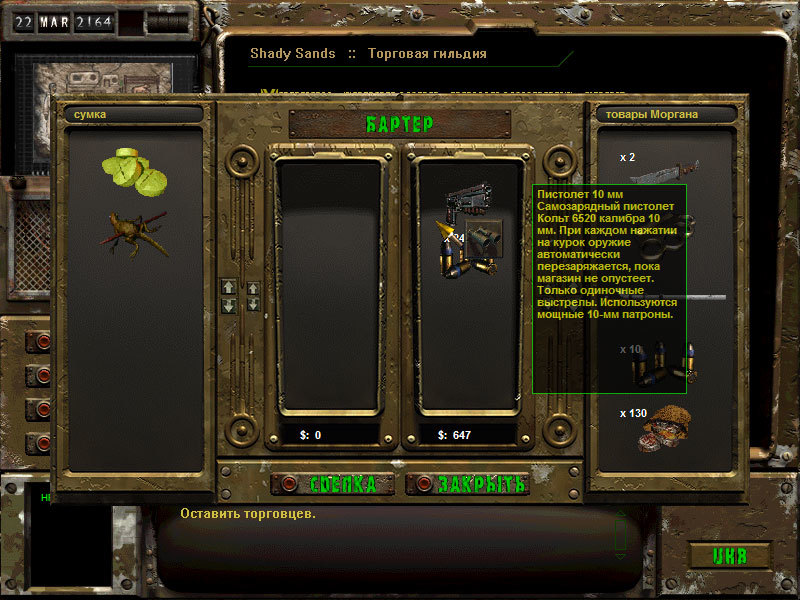 22 MAR 2164
Shady Sands :: Торговая гильдия
сумка
БАРТЕР
товары Моргана
x 2
Пистолет 10 мм
Самозарядный пистолет
Кольт 6520 калибра 10
мм. При каждом нажатии
на курок оружие
автоматически
перезаряжается, пока
магазин не опустеет.
Только одиночные
выстрелы. Используются
мощные 10-мм патроны.
x 10
x 130
$: 0
$: 647
СДЕЛКА
ЗАКРЫТЬ
Оставить торговцев.